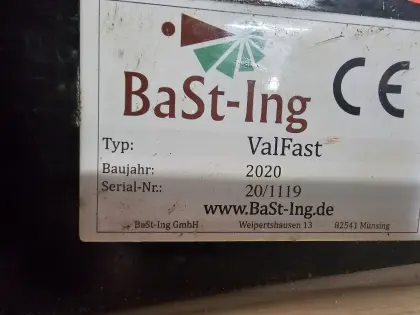 BaSt-Ing CE
Typ: ValFast
Baujahr: 2020
Serial-Nr.: 20/1119
www.BaSt-Ing.de
BaSt-Ing GmbH Weipertshausen 13 82541 Münsing